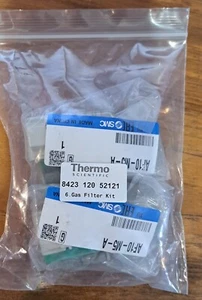 SMC
AF10-M5-A
1
Thermo
SCIENTIFIC
8423 120 52121
6.Gas Filter Kit
SMC
G
1
AF10-M5-A